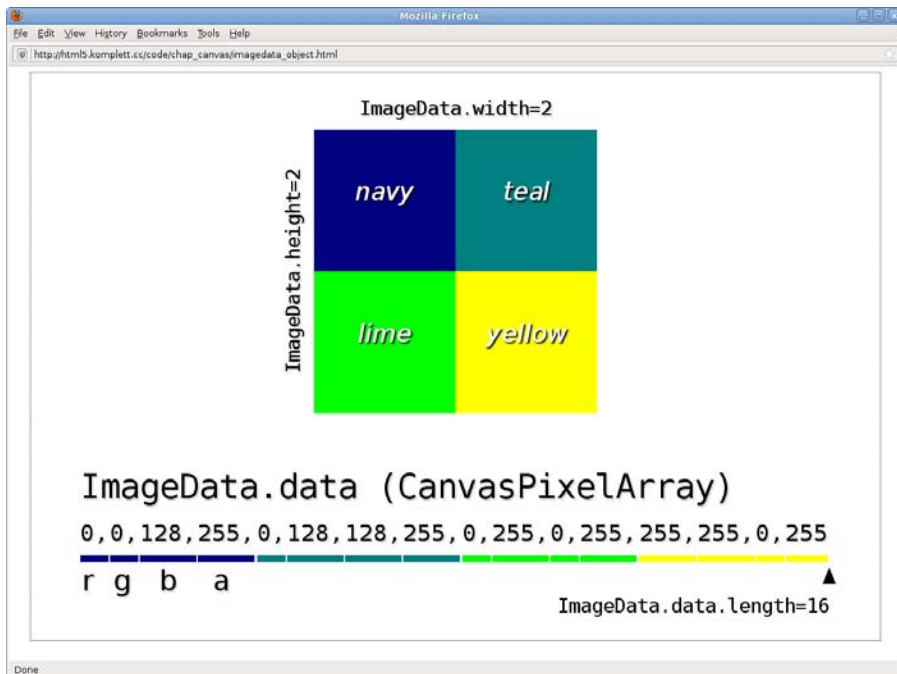 Mozilla Firefox
File Edit View History Bookmarks Tools Help
http://html5.komplett.cc/code/chap_canvas/imagedata_object.html
ImageData.width=2
ImageData.height=2
navy teal
lime yellow
ImageData.data (CanvasPixelArray)
0,0,128,255,0,128,128,255,0,255,0,255,255,255,0,255
r g b a
ImageData.data.length=16
Done